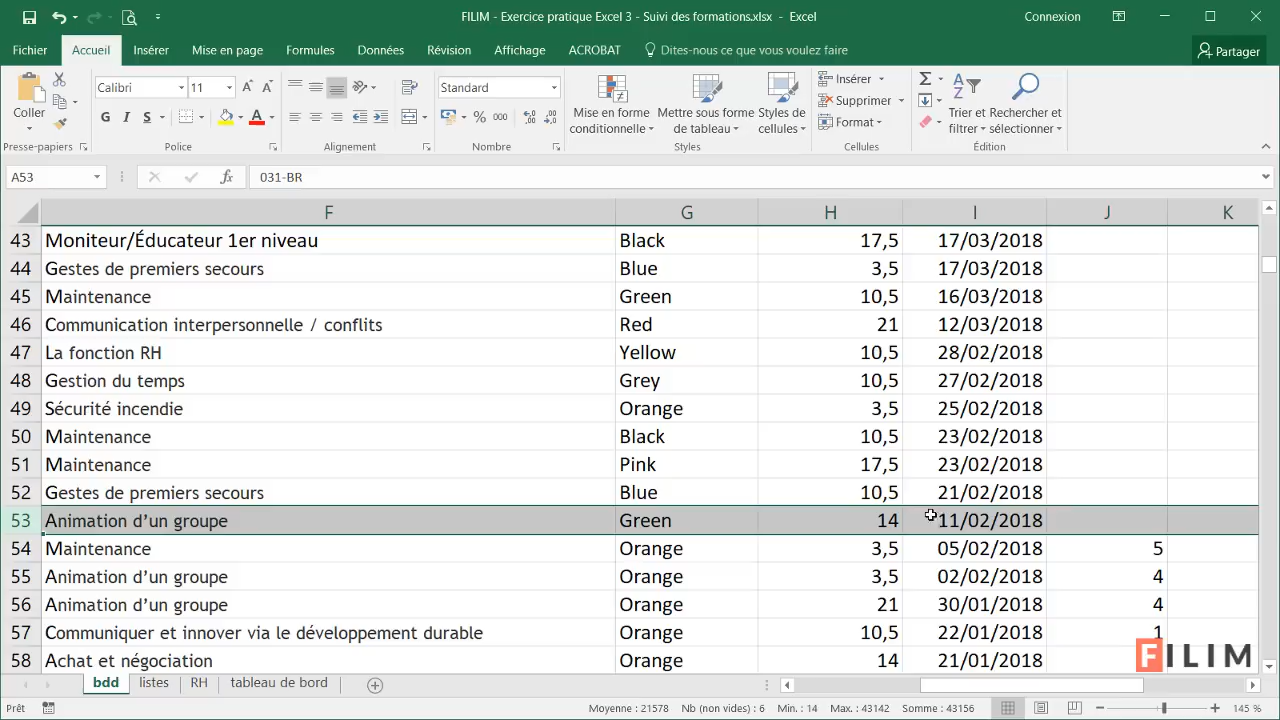 FILIM - Exercice pratique Excel 3 - Suivi des formations.xlsx - Excel
Connexion
Fichier Accueil Insérer Mise en page Formules Données Révision Affichage ACROBAT Dites-nous ce que vous voulez faire Partager
Coller
Presse-papiers
Calibri 11
G I S
Police
Alignement
Standard
% 000
Nombre
Mise en forme conditionnelle
Mettre sous forme de tableau
Styles de cellules
Styles
Insérer
Supprimer
Format
Cellules
Trier et filtrer
Rechercher et sélectionner
Édition
A53 fx 031-BR
F G H I J K
43 Moniteur/Éducateur 1er niveau Black 17,5 17/03/2018
44 Gestes de premiers secours Blue 3,5 17/03/2018
45 Maintenance Green 10,5 16/03/2018
46 Communication interpersonnelle / conflits Red 21 12/03/2018
47 La fonction RH Yellow 10,5 28/02/2018
48 Gestion du temps Grey 10,5 27/02/2018
49 Sécurité incendie Orange 3,5 25/02/2018
50 Maintenance Black 10,5 23/02/2018
51 Maintenance Pink 17,5 23/02/2018
52 Gestes de premiers secours Blue 10,5 21/02/2018
53 Animation d’un groupe Green 14 11/02/2018
54 Maintenance Orange 3,5 05/02/2018 5
55 Animation d’un groupe Orange 3,5 02/02/2018 4
56 Animation d’un groupe Orange 21 30/01/2018 4
57 Communiquer et innover via le développement durable Orange 10,5 22/01/2018 1
58 Achat et négociation Orange 14 21/01/2018
FILIM
bdd listes RH tableau de bord
Prêt Moyenne : 21578 Nb (non vides) : 6 Min. : 14 Max. : 43142 Somme : 43156 145 %